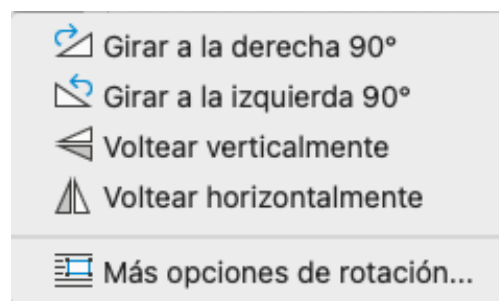 Girar a la derecha 90°
Girar a la izquierda 90°
Voltear verticalmente
Voltear horizontalmente
Más opciones de rotación...